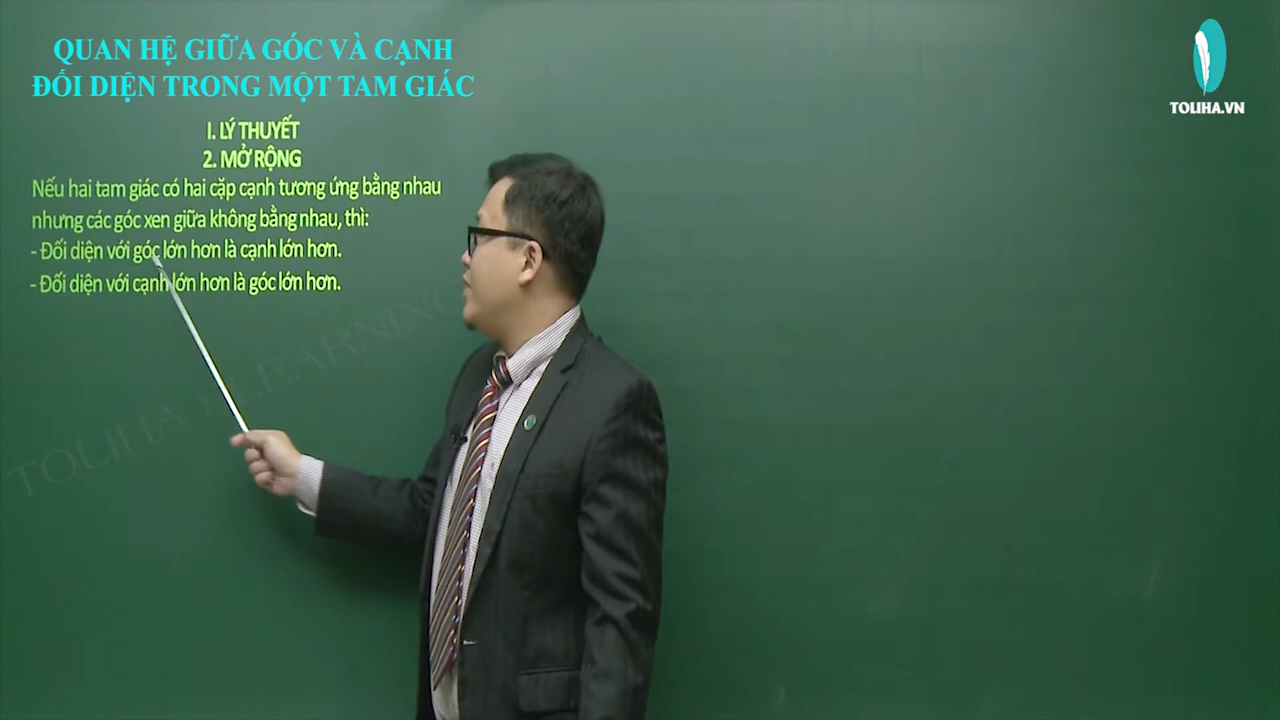 QUAN HỆ GIỮA GÓC VÀ CẠNH
ĐỐI DIỆN TRONG MỘT TAM GIÁC
I. LÝ THUYẾT
2. MỞ RỘNG
Nếu hai tam giác có hai cặp cạnh tương ứng bằng nhau
nhưng các góc xen giữa không bằng nhau, thì:
- Đối diện với góc lớn hơn là cạnh lớn hơn.
- Đối diện với cạnh lớn hơn là góc lớn hơn.
TOLIHA.VN
TOLIHA ELEARNING